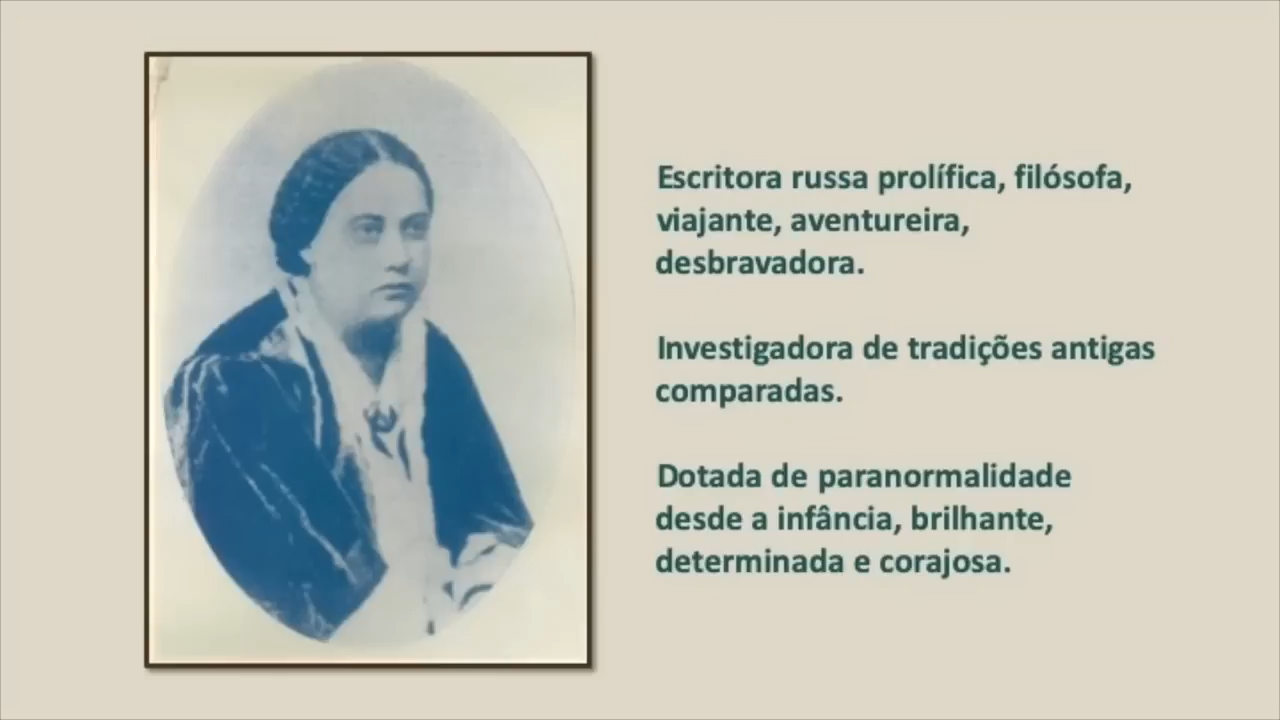 Escritora russa prolífica, filósofa,
viajante, aventureira,
desbravadora.
Investigadora de tradições antigas
comparadas.
Dotada de paranormalidade
desde a infância, brilhante,
determinada e corajosa.